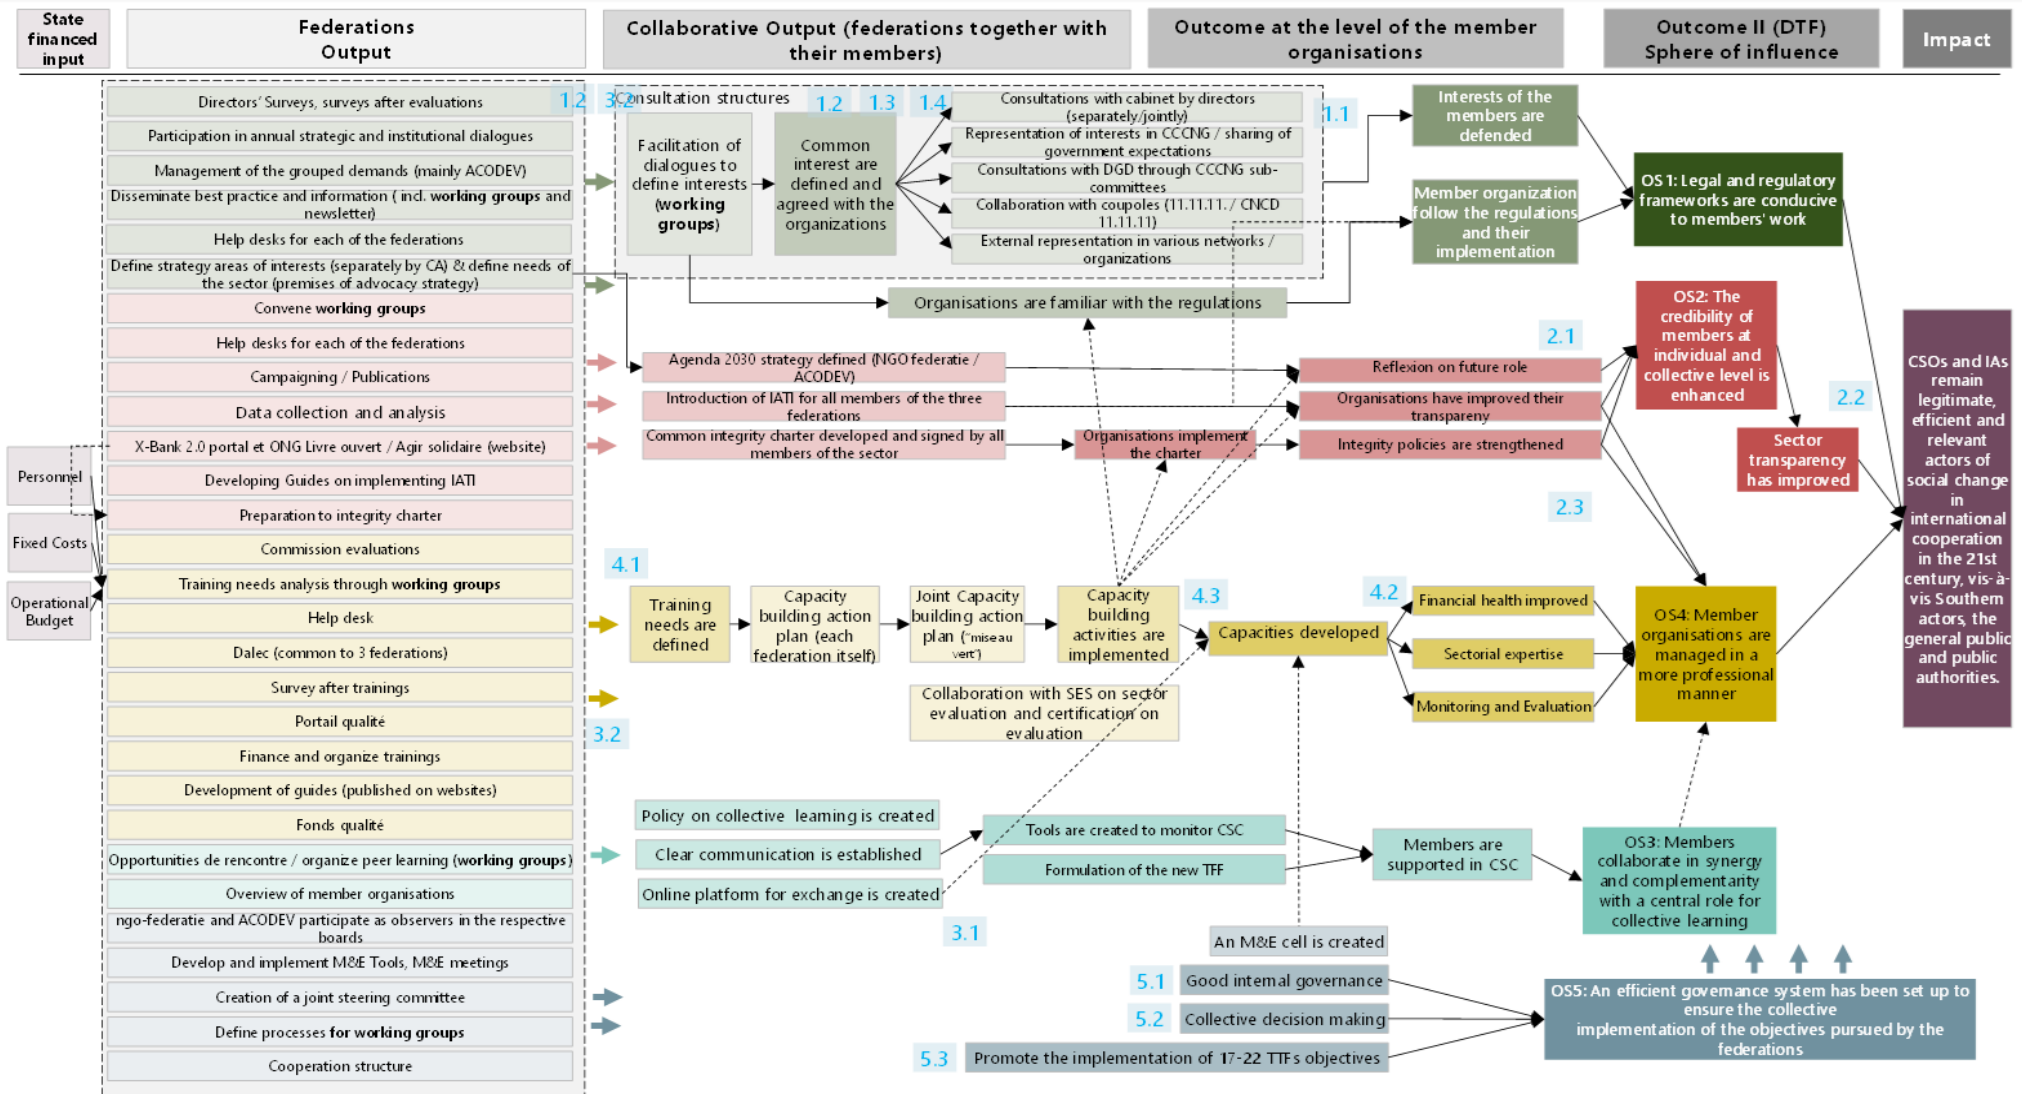 State
financed
input
Federations
Output
Collaborative Output (federations together with
their members)
Outcome at the level of the member
organisations
Outcome II (DTF)
Sphere of influence
Impact
Personnel
Fixed Costs
Operational
Budget
Directors' Surveys, surveys after evaluations
Participation in annual strategic and institutional dialogues
Management of the grouped demands (mainly ACODEV)
Disseminate best practice and information ( incl. working groups and
newsletter)
Help desks for each of the federations
Define strategy areas of interests (separately by CA) & define needs of
the sector (premises of advocacy strategy)
Convene working groups
Help desks for each of the federations
Campaigning / Publications
Data collection and analysis
X-Bank 2.0 portal et ONG Livre ouvert / Agir solidaire (website)
Developing Guides on implementing IATI
Preparation to integrity charter
Commission evaluations
Training needs analysis through working groups
Help desk
Dalec (common to 3 federations)
Survey after trainings
Portail qualité
Finance and organize trainings
Development of guides (published on websites)
Fonds qualité
Opportunities de rencontre / organize peer learning (working groups)
Overview of member organisations
ngo-federatie and ACODEV participate as observers in the respective
boards
Develop and implement M&E Tools, M&E meetings
Creation of a joint steering committee
Define processes for working groups
Cooperation structure
1.2
3.2
Consultation structures
1.2
1.3
1.4
1.1
Facilitation of
dialogues to
define interests
(working
groups)
Common
interest are
defined and
agreed with the
organizations
Consultations with cabinet by directors
(separately/jointly)
Representation of interests in CCCNG / sharing of
government expectations
Consultations with DGD through CCCNG sub-
committees
Collaboration with coupoles (11.11.11. / CNCD
11.11.11)
External representation in various networks /
organizations
Organisations are familiar with the regulations
Interests of the
members are
defended
Member organization
follow the regulations
and their
implementation
OS 1: Legal and regulatory
frameworks are conducive
to members' work
Agenda 2030 strategy defined (NGO federatie /
ACODEV)
Introduction of IATI for all members of the three
federations
Common integrity charter developed and signed by all
members of the sector
Organisations implement
the charter
2.1
Reflexion on future role
Organisations have improved their
transpareny
Integrity policies are strengthened
2.3
OS2: The
credibility of
members at
individual and
collective level is
enhanced
2.2
Sector
transparency
has improved
4.1
Training
needs are
defined
Capacity
building action
plan (each
federation itself)
Joint Capacity
building action
plan ("miseau
vert")
Capacity
building
activities are
implemented
4.3
Capacities developed
4.2
Financial health improved
Sectorial expertise
Monitoring and Evaluation
OS4: Member
organisations are
managed in a
more professional
manner
Collaboration with SES on sector
evaluation and certification on
evaluation
3.2
Policy on collective learning is created
Clear communication is established
Online platform for exchange is created
3.1
Tools are created to monitor CSC
Formulation of the new TFF
Members are
supported in CSC
OS3: Members
collaborate in synergy
and complementarity
with a central role for
collective learning
An M&E cell is created
5.1
Good internal governance
5.2
Collective decision making
5.3
Promote the implementation of 17-22 TTFs objectives
OS5: An efficient governance system has been set up to
ensure the collective
implementation of the objectives pursued by the
federations
CSOs and IAs
remain
legitimate,
efficient and
relevant
actors of
social change
in
international
cooperation
in the 21st
century, vis-à-
vis Southern
actors, the
general public
and public
authorities.